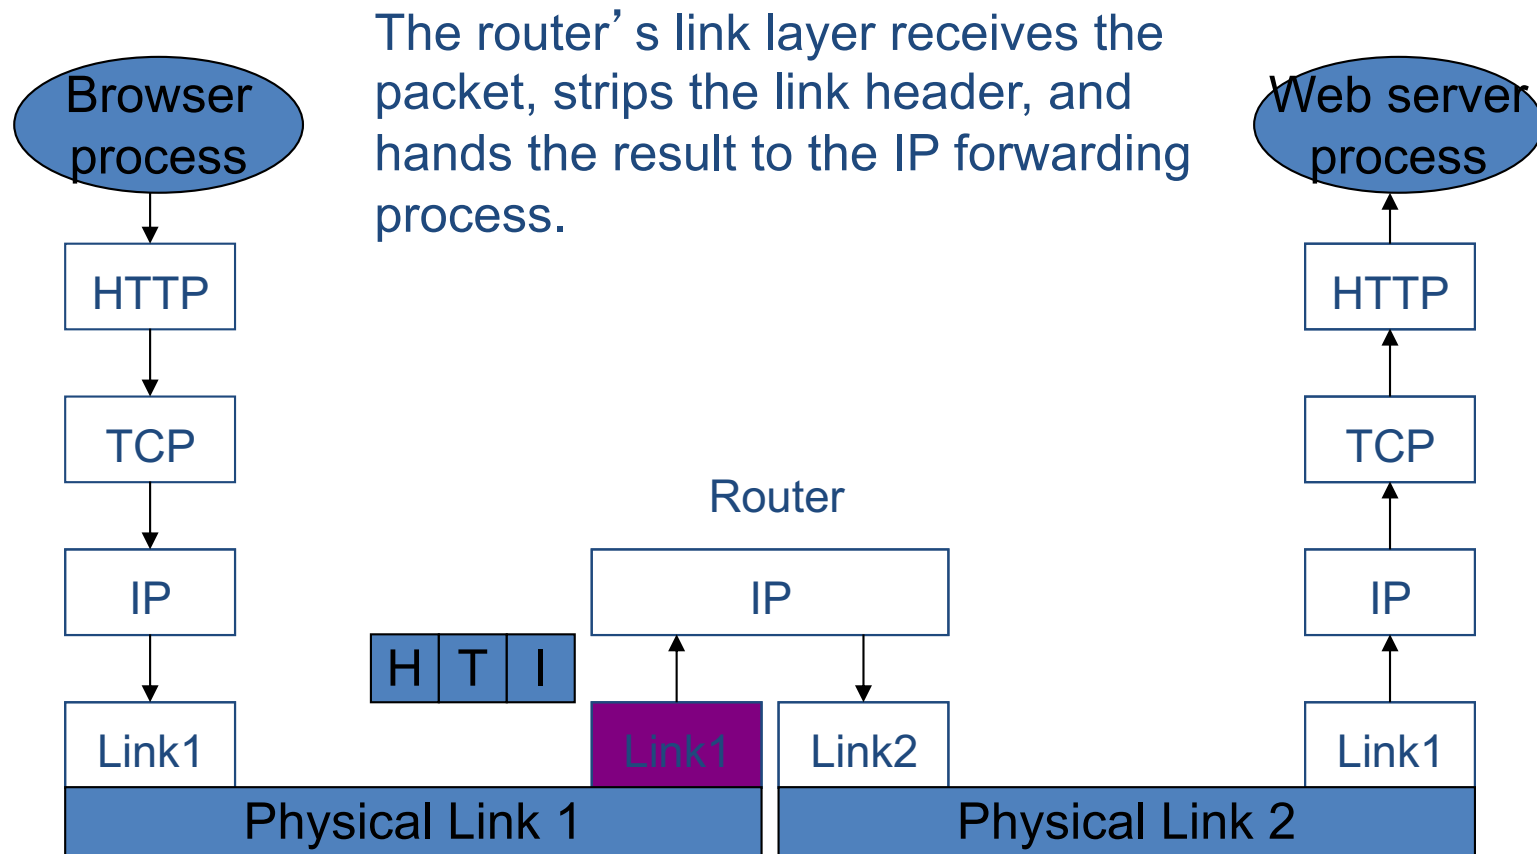 The router’s link layer receives the
packet, strips the link header, and
hands the result to the IP forwarding
process.
Browser
process
HTTP
TCP
IP
Link1
H T I
Router
IP
Link1
Link2
Web server
process
HTTP
TCP
IP
Link1
Physical Link 1
Physical Link 2